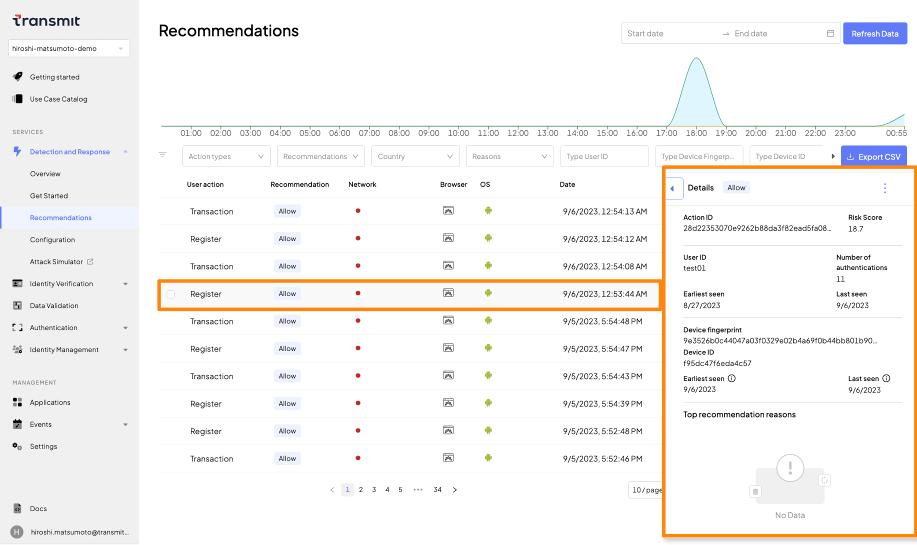 Transmit
hiroshi-matsumoto-demo
Getting started
Use Case Catalog
SERVICES
Detection and Response
Overview
Get Started
Recommendations
Configuration
Attack Simulator
Identity Verification
Data Validation
Authentication
Identity Management
MANAGEMENT
Applications
Events
Settings
Docs
H hiroshi.matsumoto@transmit...
Recommendations
Start date → End date
Refresh Data
01:00 02:00 03:00 04:00 05:00 06:00 07:00 08:00 09:00 10:00 11:00 12:00 13:00 14:00 15:00 16:00 17:00 18:00 19:00 20:00 21:00 22:00 23:00 00:55
Action types Recommendations Country Reasons Type User ID Type Device Fingerp... Type Device ID Export CSV
User action Recommendation Network Browser OS Date
Transaction Allow 9/6/2023, 12:54:13 AM
Register Allow 9/6/2023, 12:54:12 AM
Transaction Allow 9/6/2023, 12:54:08 AM
Register Allow 9/6/2023, 12:53:44 AM
Transaction Allow 9/5/2023, 5:54:48 PM
Register Allow 9/5/2023, 5:54:47 PM
Transaction Allow 9/5/2023, 5:54:43 PM
Register Allow 9/5/2023, 5:54:39 PM
Register Allow 9/5/2023, 5:52:48 PM
Transaction Allow 9/5/2023, 5:52:46 PM
< 1 2 3 4 5 ••• 34 >
10 / page
Details Allow
Action ID
28d22353070e9262b88da3f82ead5fa08...
Risk Score
18.7
User ID
test01
Number of
authentications
11
Earliest seen
8/27/2023
Last seen
9/6/2023
Device fingerprint
9e3526b0c44047a03f0329e02b4a69f0b44bb801b90...
Device ID
f95dc47f6eda4c57
Earliest seen
9/6/2023
Last seen
9/6/2023
Top recommendation reasons
No Data